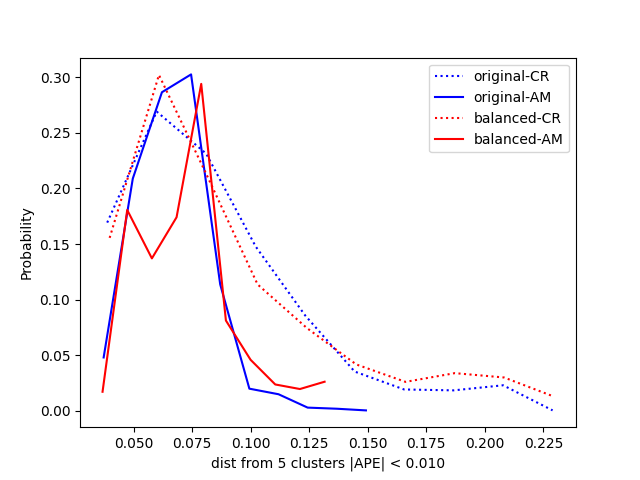 original-CR
original-AM
balanced-CR
balanced-AM
0.30
0.25
0.20
0.15
0.10
0.05
0.00
Probability
0.050 0.075 0.100 0.125 0.150 0.175 0.200 0.225
dist from 5 clusters |APE| < 0.010